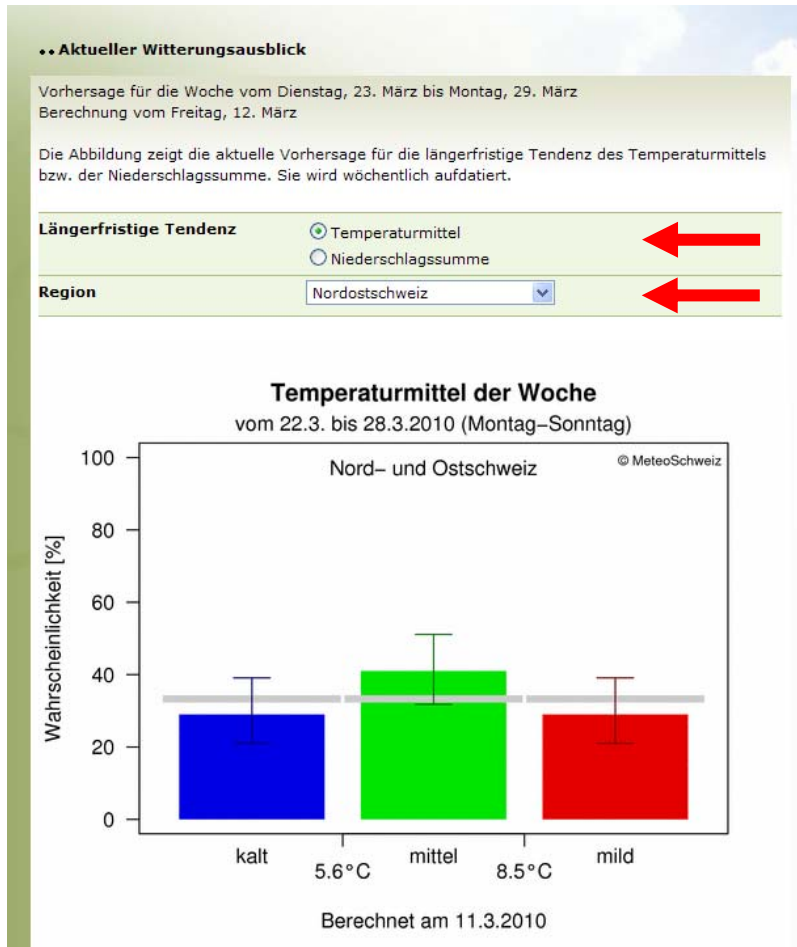 Aktueller Witterungsausblick
Vorhersage für die Woche vom Dienstag, 23. März bis Montag, 29. März
Berechnung vom Freitag, 12. März
Die Abbildung zeigt die aktuelle Vorhersage für die längerfristige Tendenz des Temperaturmittels
bzw. der Niederschlagssumme. Sie wird wöchentlich aufdatiert.
Längerfristige Tendenz
Temperaturmittel
Niederschlagssumme
Region
Nordostschweiz
Temperaturmittel der Woche
vom 22.3. bis 28.3.2010 (Montag–Sonntag)
Nord– und Ostschweiz
© MeteoSchweiz
Wahrscheinlichkeit [%]
100
80
60
40
20
0
kalt
5.6°C
mittel
8.5°C
mild
Berechnet am 11.3.2010